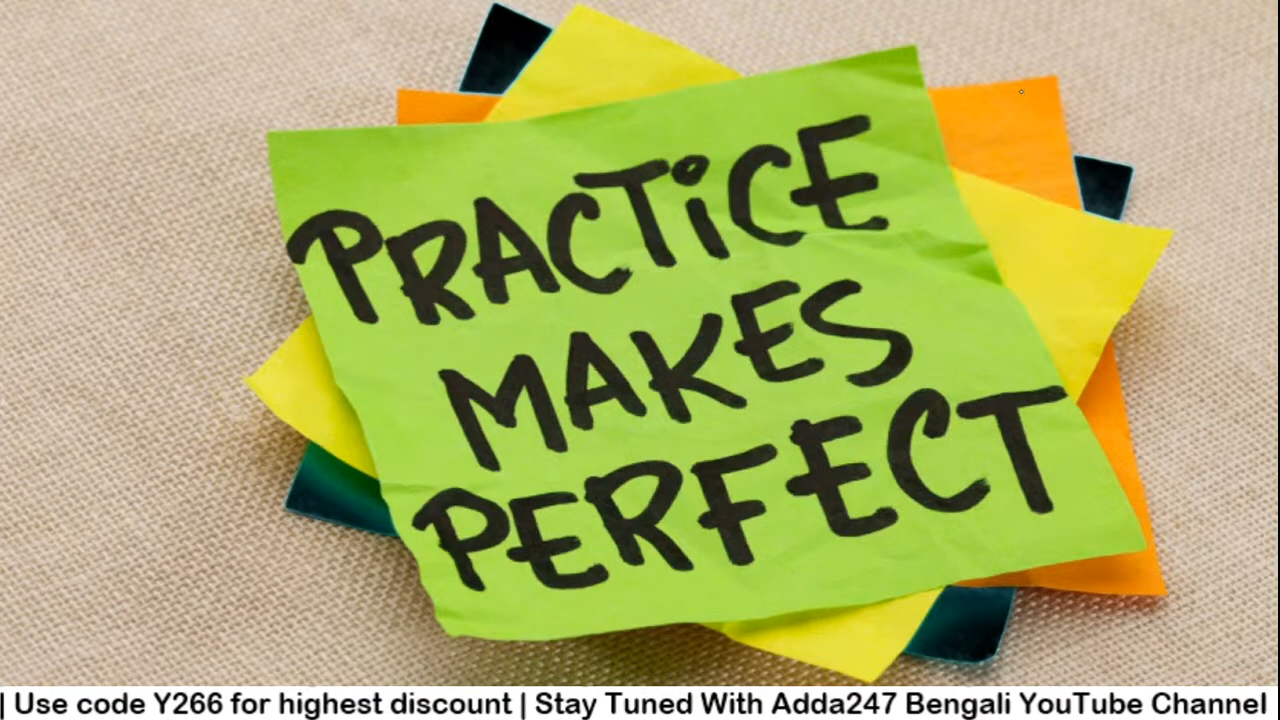 PRACTICE
MAKES
PERFECT
| Use code Y266 for highest discount | Stay Tuned With Adda247 Bengali YouTube Channel